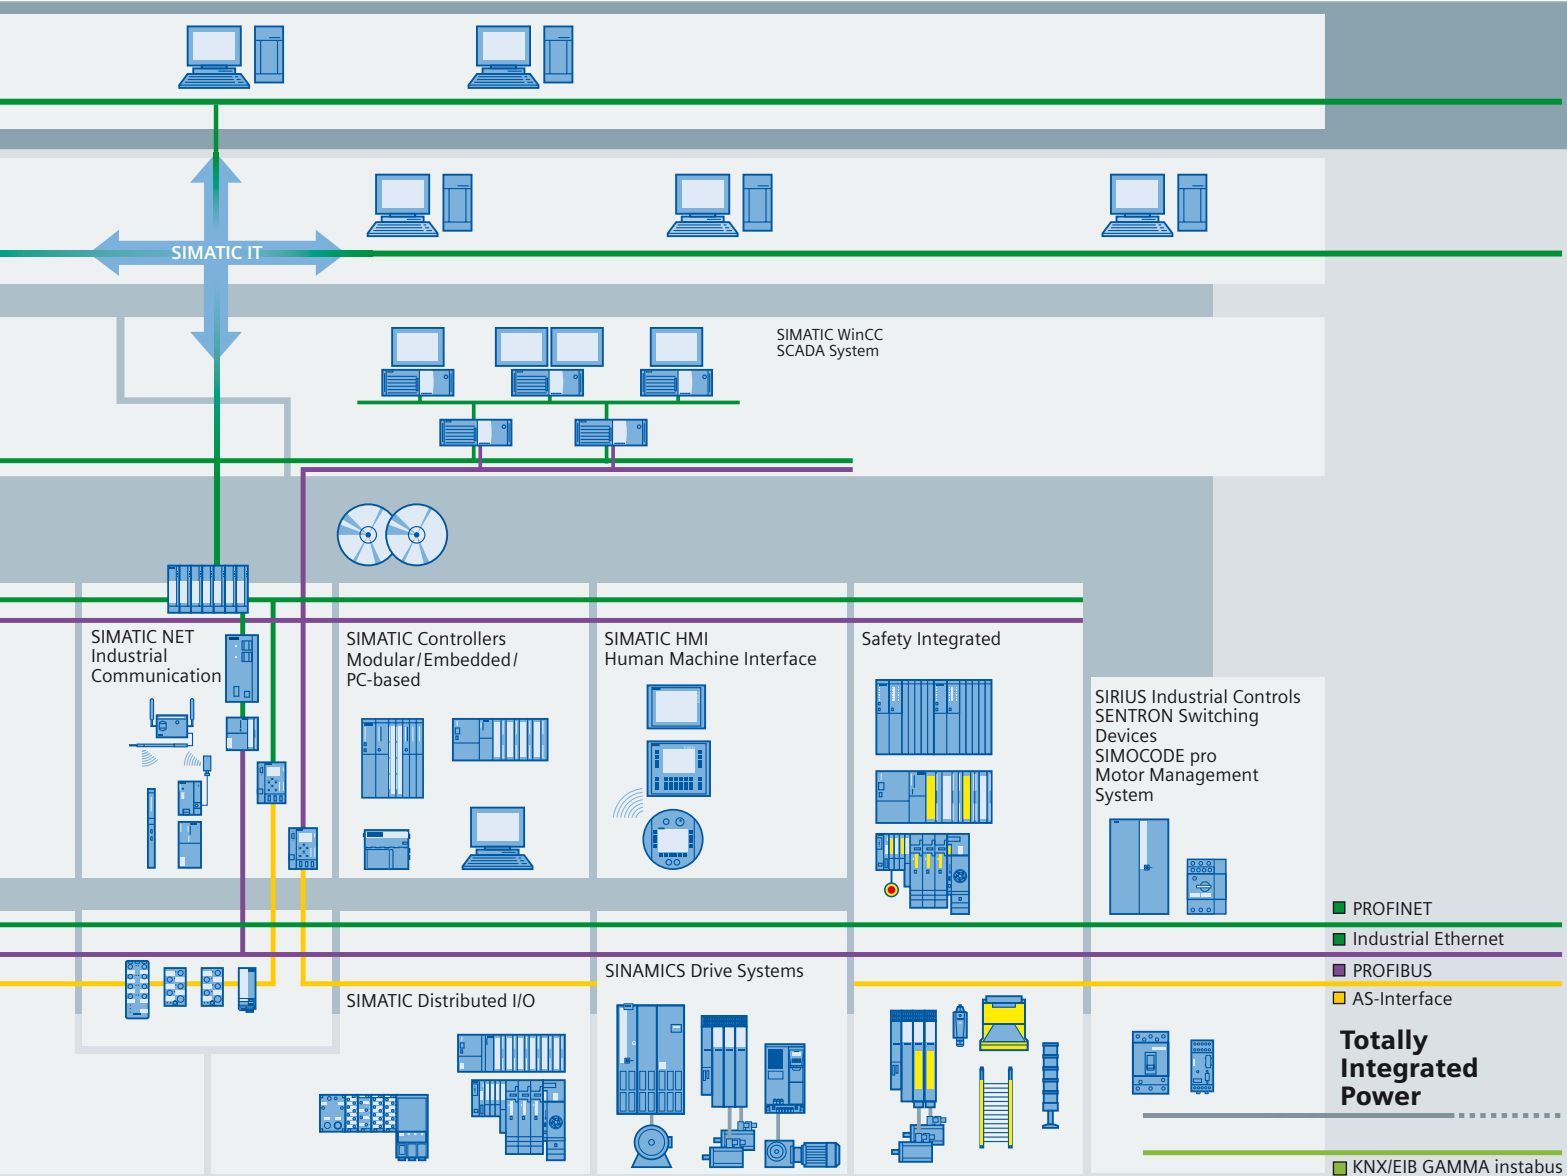 SIMATIC IT
SIMATIC WinCC
SCADA System
SIMATIC NET
Industrial
Communication
SIMATIC Controllers
Modular/Embedded/
PC-based
SIMATIC HMI
Human Machine Interface
Safety Integrated
SIRIUS Industrial Controls
SENTRON Switching
Devices
SIMOCODE pro
Motor Management
System
PROFINET
Industrial Ethernet
PROFIBUS
AS-Interface
SIMATIC Distributed I/O
SINAMICS Drive Systems
Totally
Integrated
Power
KNX/EIB GAMMA instabus